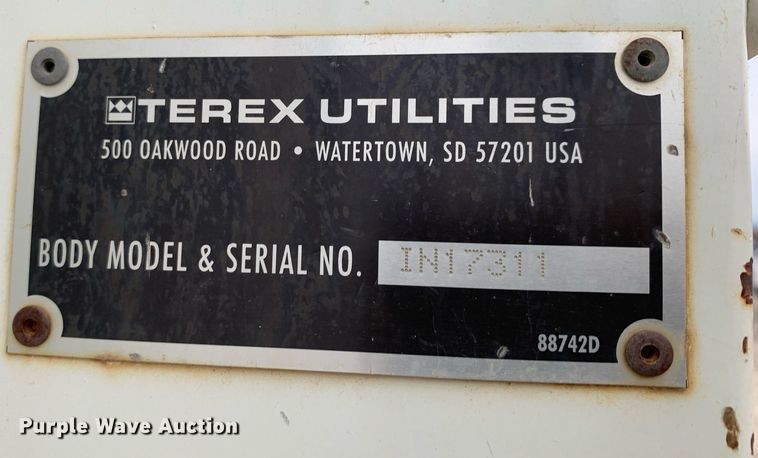 TEREX UTILITIES
500 OAKWOOD ROAD • WATERTOWN, SD 57201 USA
BODY MODEL & SERIAL NO. IN17311
88742D
Purple Wave Auction